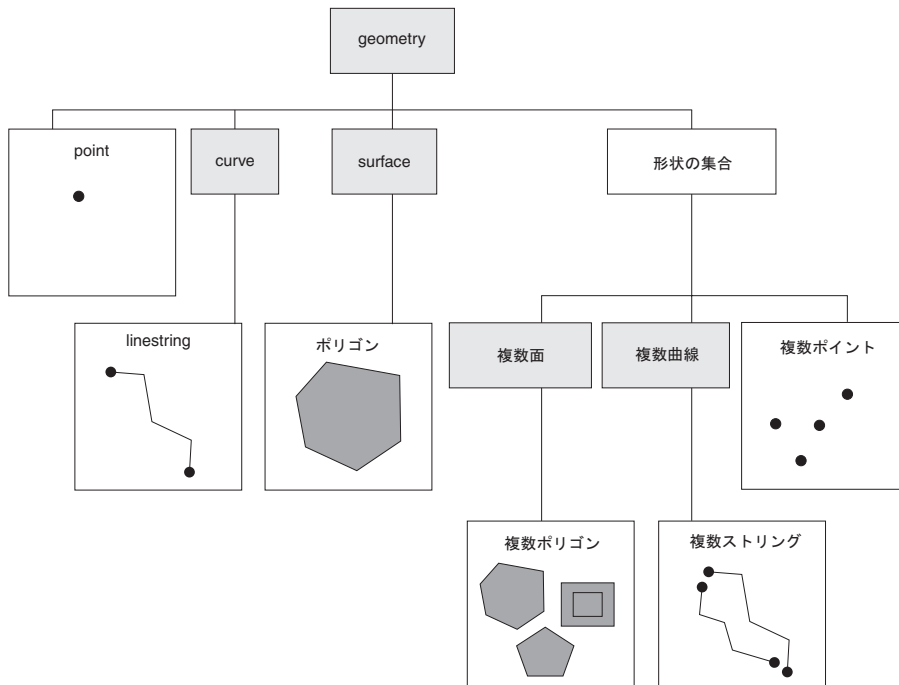 geometry
point
curve
surface
形状の集合
linestring
ポリゴン
複数面
複数曲線
複数ポイント
複数ポリゴン
複数ストリング